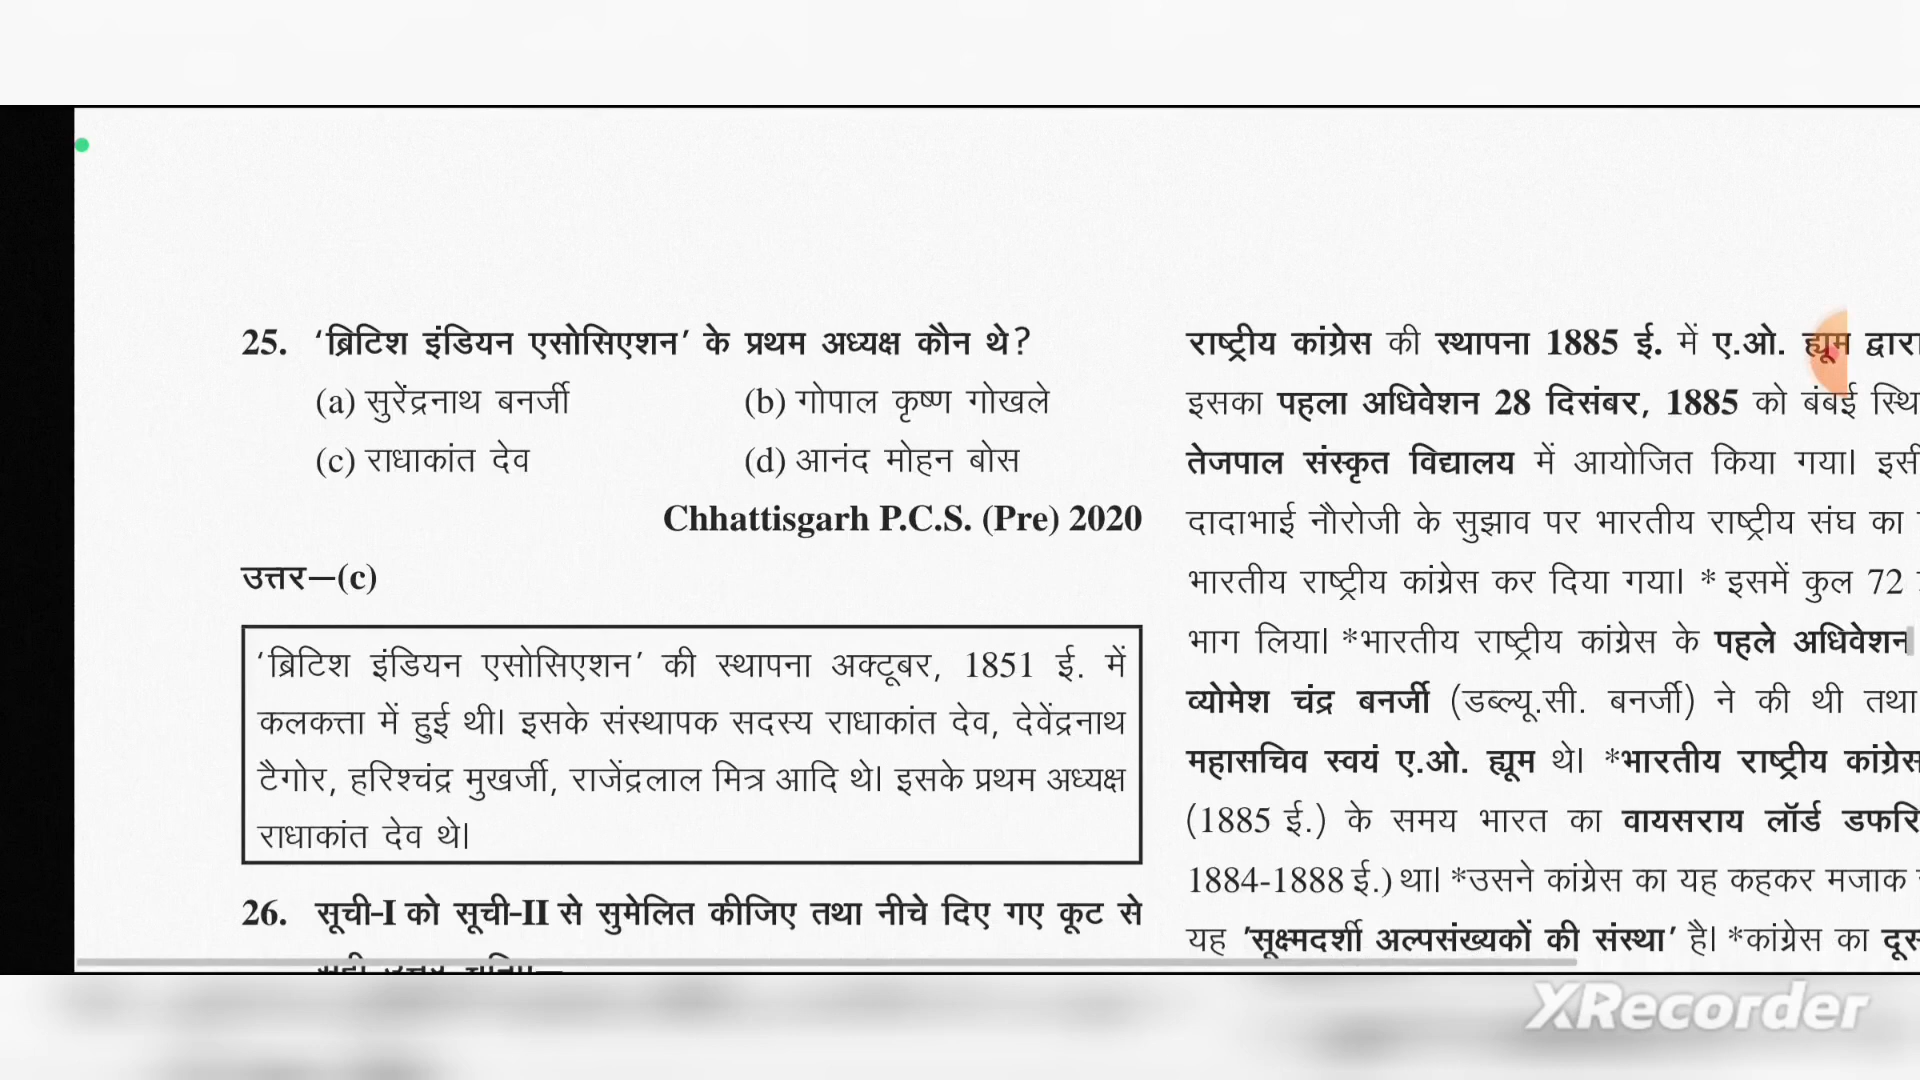 25. ‘ब्रिटिश इंडियन एसोसिएशन’ के प्रथम अध्यक्ष कौन थे?
(a) सुरेंद्रनाथ बनर्जी (b) गोपाल कृष्ण गोखले
(c) राधाकांत देव (d) आनंद मोहन बोस
Chhattisgarh P.C.S. (Pre) 2020
उत्तर—(c)
‘ब्रिटिश इंडियन एसोसिएशन’ की स्थापना अक्टूबर, 1851 ई. में
कलकत्ता में हुई थी। इसके संस्थापक सदस्य राधाकांत देव, देवेंद्रनाथ
टैगोर, हरिश्चंद्र मुखर्जी, राजेंद्रलाल मित्र आदि थे। इसके प्रथम अध्यक्ष
राधाकांत देव थे।
26. सूची-I को सूची-II से सुमेलित कीजिए तथा नीचे दिए गए कूट से
राष्ट्रीय कांग्रेस की स्थापना 1885 ई. में ए.ओ. ह्यूम द्वारा
इसका पहला अधिवेशन 28 दिसंबर, 1885 को बंबई
तेजपाल संस्कृत विद्यालय में आयोजित किया गया।
दादाभाई नौरोजी के सुझाव पर भारतीय राष्ट्रीय संघ का
भारतीय राष्ट्रीय कांग्रेस कर दिया गया। * इसमें कुल 72
भाग लिया। *भारतीय राष्ट्रीय कांग्रेस के पहले अधिवेशन
व्योमेश चंद्र बनर्जी (डब्ल्यू.सी. बनर्जी) ने की थी तथा
महासचिव स्वयं ए.ओ. ह्यूम थे। *भारतीय राष्ट्रीय कांग्रेस
(1885 ई.) के समय भारत का वायसराय लॉर्ड
1884-1888 ई.) था। *उसने कांग्रेस का यह कहकर मजाक
यह ’सूक्ष्मदर्शी अल्पसंख्यकों की संस्था’ है। *कांग्रेस का
XRecorder